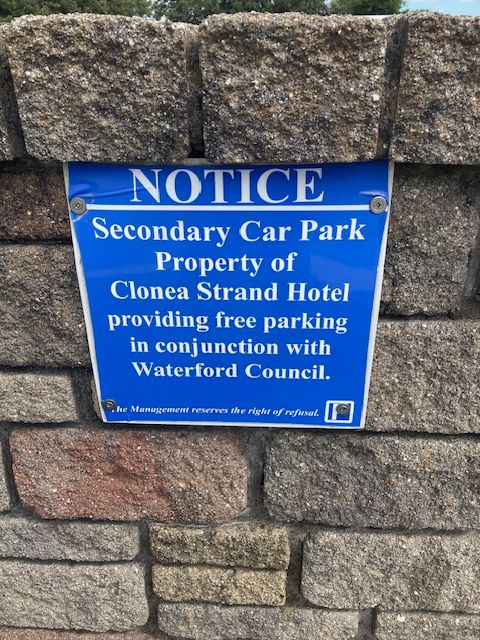 NOTICE
Secondary Car Park
Property of
Clonea Strand Hotel
providing free parking
in conjunction with
Waterford Council.
The Management reserves the right of refusal.